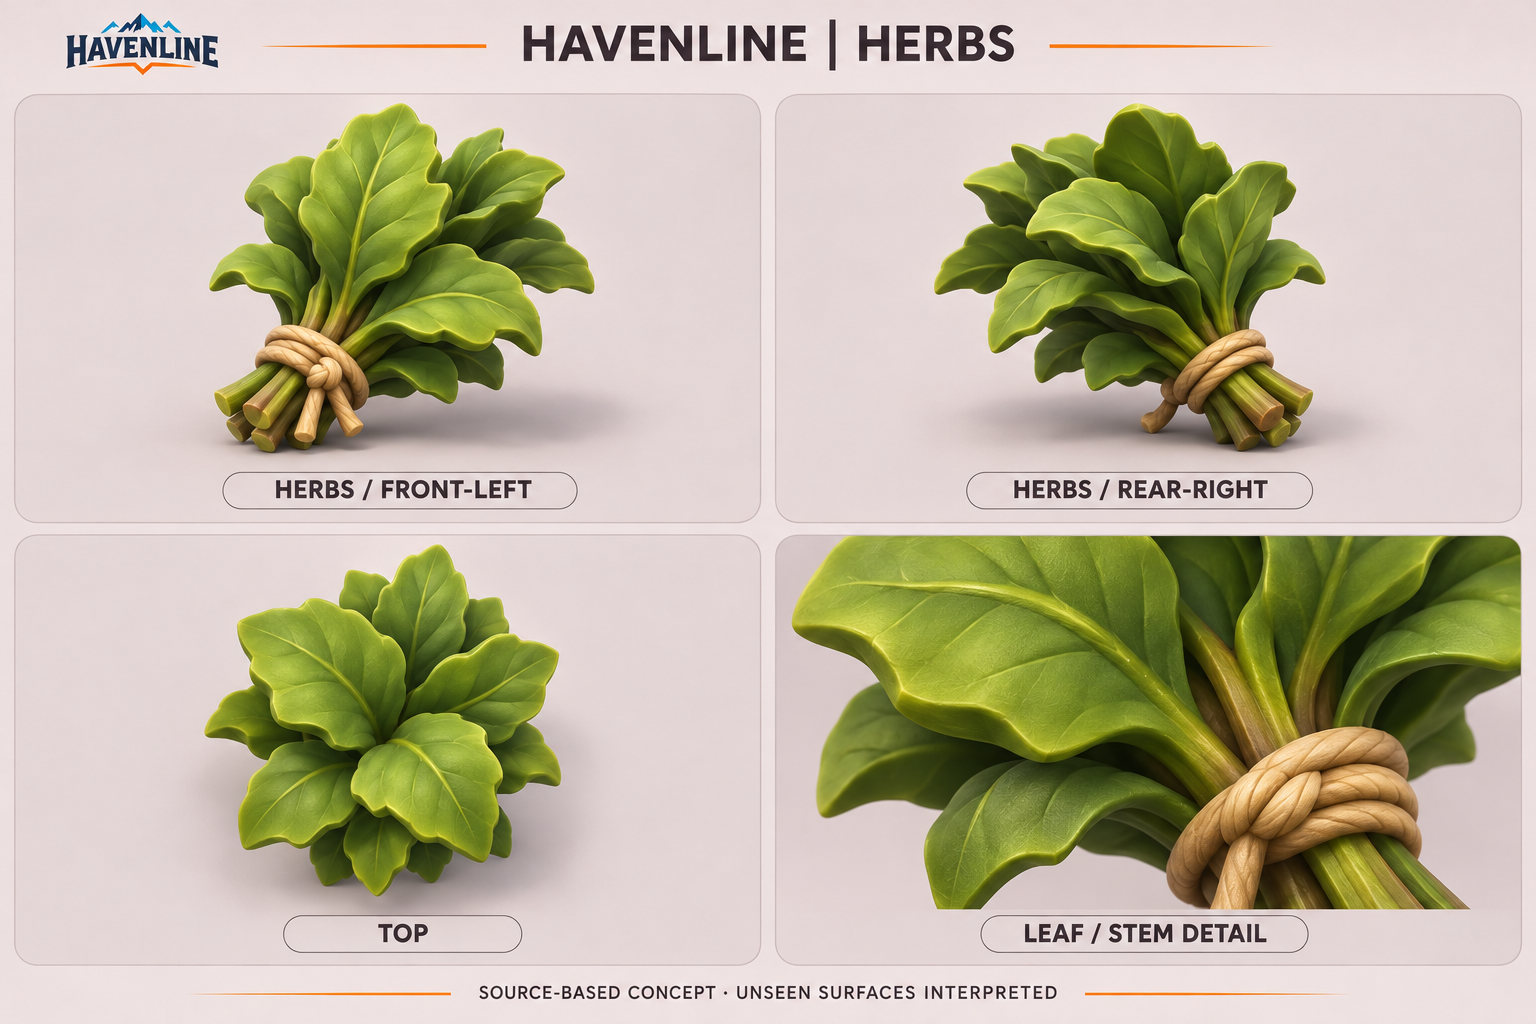 HAVENLINE
HAVENLINE | HERBS
HERBS / FRONT-LEFT
HERBS / REAR-RIGHT
TOP
LEAF / STEM DETAIL
SOURCE-BASED CONCEPT · UNSEEN SURFACES INTERPRETED